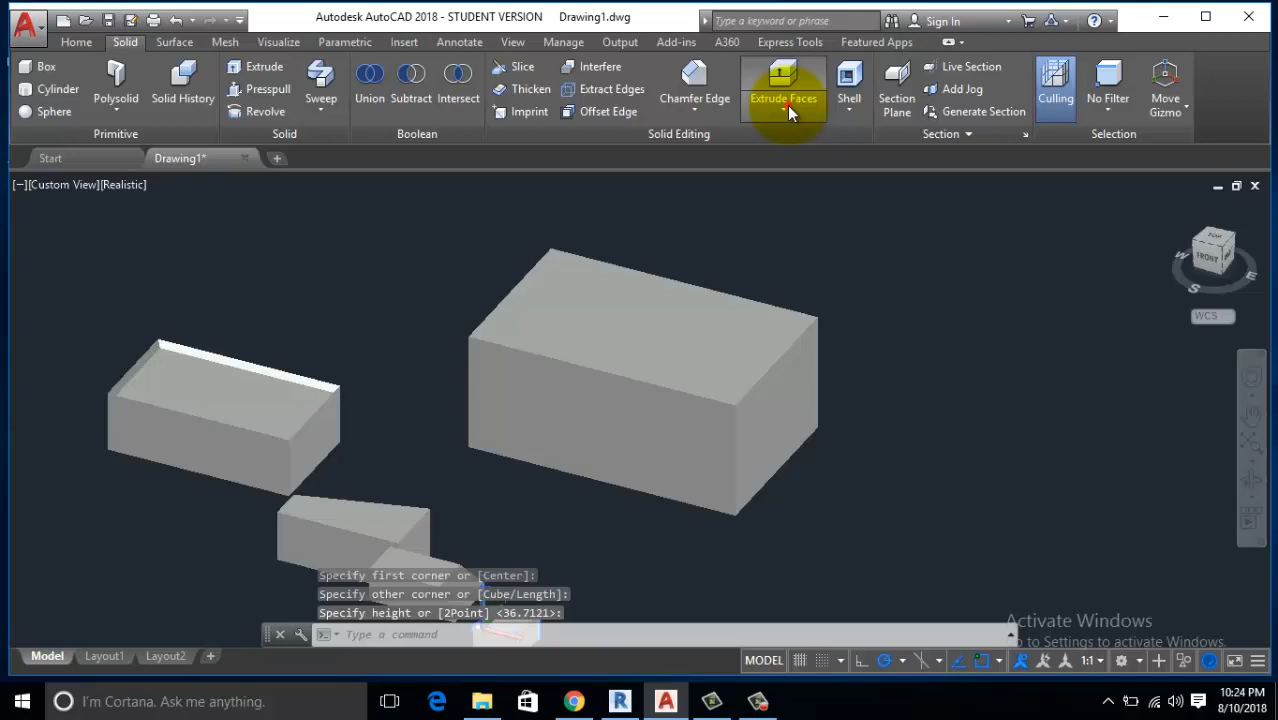 Autodesk AutoCAD 2018 - STUDENT VERSION Drawing1.dwg
Type a keyword or phrase
Sign In
Home Solid Surface Mesh Visualize Parametric Insert Annotate View Manage Output Add-ins A360 Express Tools Featured Apps
Box
Cylinder
Sphere
Polysolid
Solid History
Primitive
Extrude
Presspull
Revolve
Sweep
Solid
Union
Subtract
Intersect
Boolean
Slice
Thicken
Imprint
Interfere
Extract Edges
Offset Edge
Chamfer Edge
Extrude Faces
Shell
Solid Editing
Section
Plane
Live Section
Add Jog
Generate Section
Section
Culling
No Filter
Move
Gizmo
Selection
Start
Drawing1*
[−][Custom View][Realistic]
TOP
FRONT
W
E
S
WCS
Specify first corner or [Center]:
Specify other corner or [Cube/Length]:
Specify height or [2Point] <36.7121>:
Type a command
Activate Windows
Go to Settings to activate Windows.
Model
Layout1
Layout2
MODEL
1:1
I'm Cortana. Ask me anything.
10:24 PM
8/10/2018